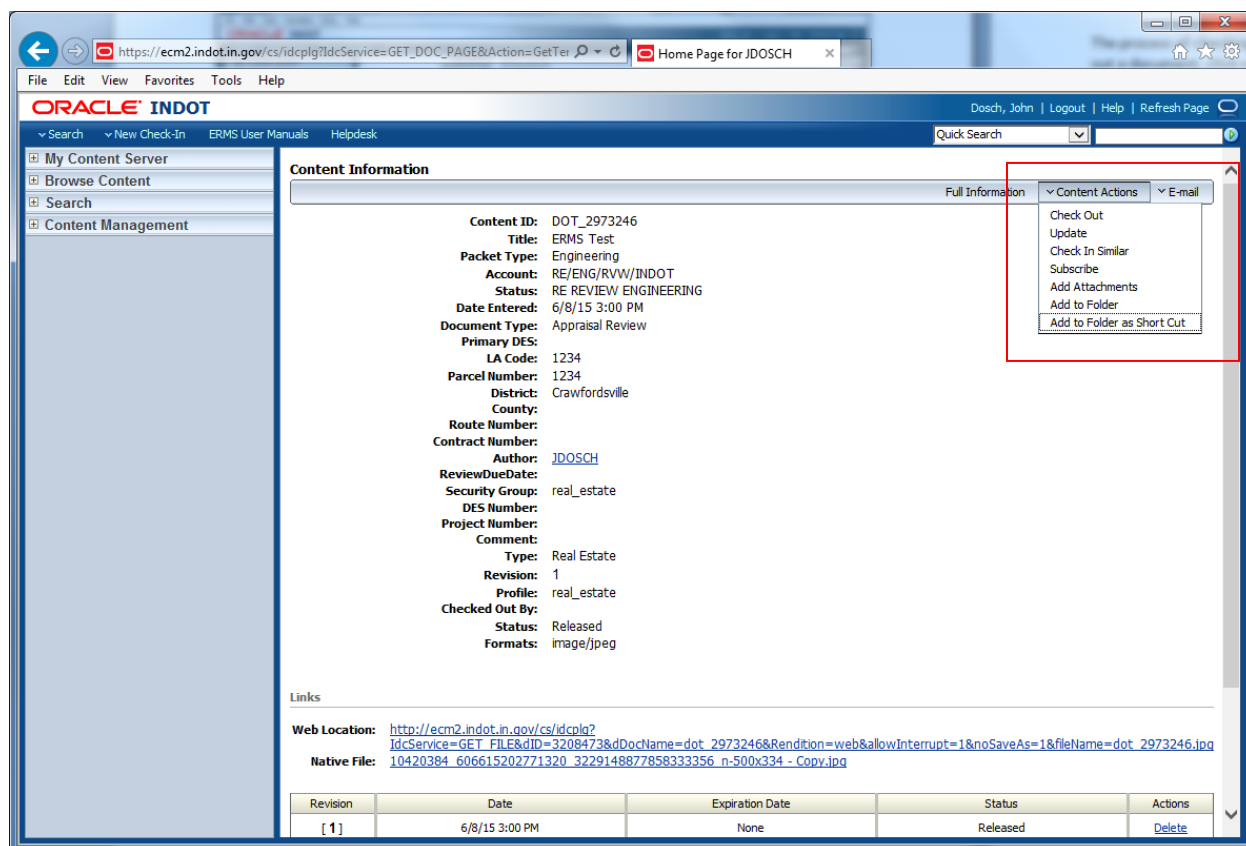 https://ecm2.indot.in.gov/cs/idcplg?IdcService=GET_DOC_PAGE&Action=GetTer
Home Page for JDOSCH
File Edit View Favorites Tools Help
ORACLE INDOT
Dosch, John | Logout | Help | Refresh Page
Search New Check-In ERMS User Manuals Helpdesk
Quick Search
My Content Server
Browse Content
Search
Content Management
Content Information
Full Information Content Actions E-mail
Check Out
Update
Check In Similar
Subscribe
Add Attachments
Add to Folder
Add to Folder as Short Cut
Content ID: DOT_2973246
Title: ERMS Test
Packet Type: Engineering
Account: RE/ENG/RVW/INDOT
Status: RE REVIEW ENGINEERING
Date Entered: 6/8/15 3:00 PM
Document Type: Appraisal Review
Primary DES:
LA Code: 1234
Parcel Number: 1234
District: Crawfordsville
County:
Route Number:
Contract Number:
Author: JDOSCH
ReviewDueDate:
Security Group: real_estate
DES Number:
Project Number:
Comment:
Type: Real Estate
Revision: 1
Profile: real_estate
Checked Out By:
Status: Released
Formats: image/jpeg
Links
Web Location: http://ecm2.indot.in.gov/cs/idcplg?
IdcService=GET_FILE&dID=3208473&dDocName=dot_2973246&Rendition=web&allowInterrupt=1&noSaveAs=1&fileName=dot_2973246.jpg
Native File: 10420384_606615202771320_3229148877858333356_n-500x334 - Copy.jpg
Revision Date Expiration Date Status Actions
[ 1 ] 6/8/15 3:00 PM None Released Delete